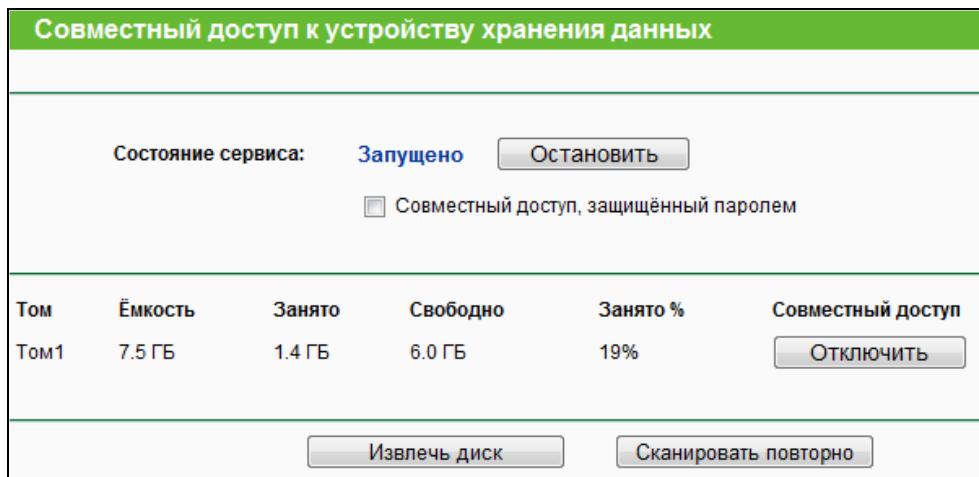 Совместный доступ к устройству хранения данных
Состояние сервиса: Запущено Остановить
Совместный доступ, защищённый паролем
Том Ёмкость Занято Свободно Занято % Совместный доступ
Том1 7.5 ГБ 1.4 ГБ 6.0 ГБ 19% Отключить
Извлечь диск Сканировать повторно